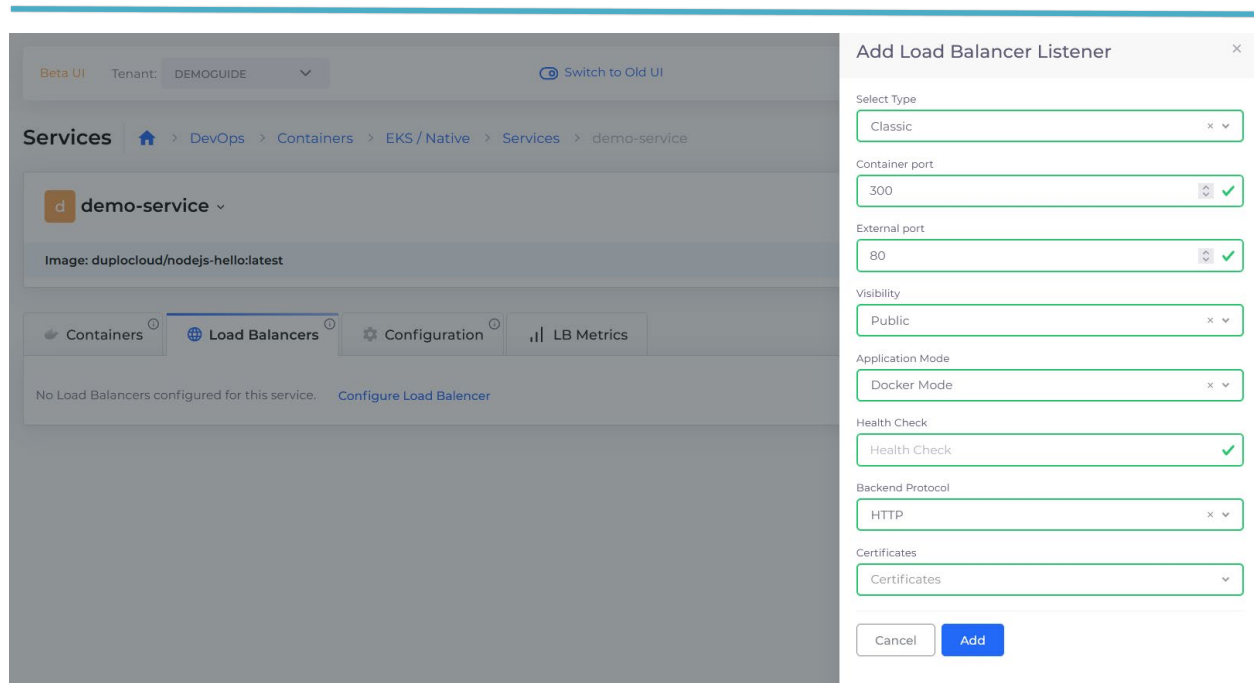 Beta UI Tenant: DEMOGUIDE Switch to Old UI
Services > DevOps > Containers > EKS / Native > Services > demo-service
d demo-service
Image: duplocloud/nodejs-hello:latest
Containers Load Balancers Configuration LB Metrics
No Load Balancers configured for this service. Configure Load Balencer
Add Load Balancer Listener
Select Type
Classic
Container port
300
External port
80
Visibility
Public
Application Mode
Docker Mode
Health Check
Health Check
Backend Protocol
HTTP
Certificates
Certificates
Cancel Add